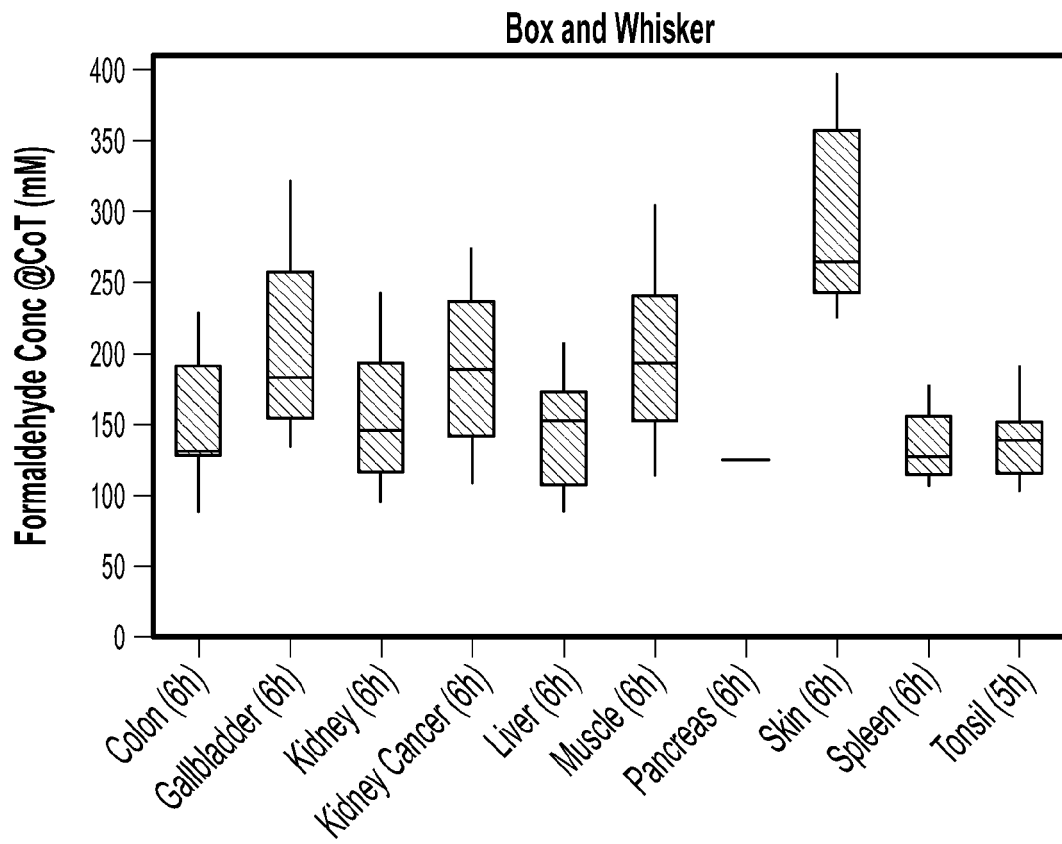 Box and Whisker
Formaldehyde Conc @CoT (mM)
400
350
300
250
200
150
100
50
0
Colon (6h)
Gallbladder (6h)
Kidney (6h)
Kidney Cancer (6h)
Liver (6h)
Muscle (6h)
Pancreas (6h)
Skin (6h)
Spleen (6h)
Tonsil (5h)